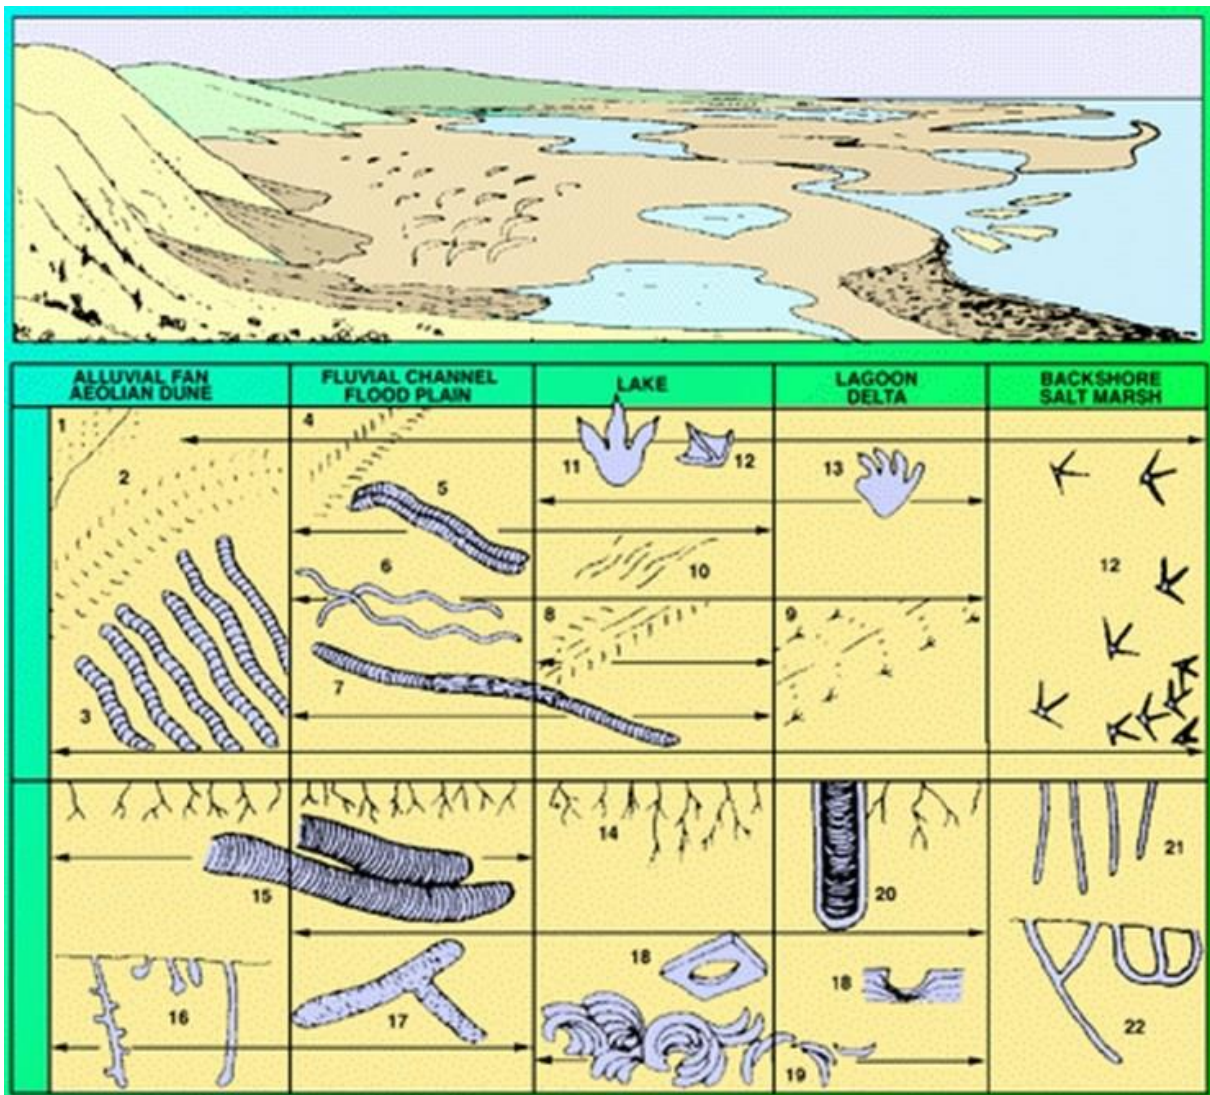 ALLUVIAL FAN
AEOLIAN DUNE
FLUVIAL CHANNEL
FLOOD PLAIN
LAKE
LAGOON
DELTA
BACKSHORE
SALT MARSH
1
2
3
4
5
6
7
11
12
10
8
13
9
12
15
16
17
14
18
19
20
18
21
22